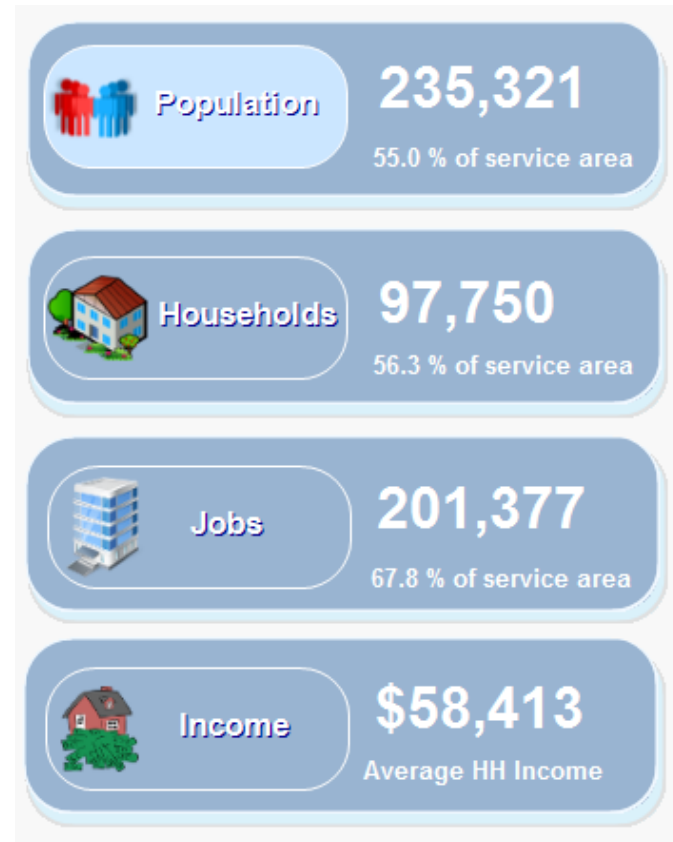 Population
235,321
55.0 % of service area
Households
97,750
56.3 % of service area
Jobs
201,377
67.8 % of service area
Income
$58,413
Average HH Income